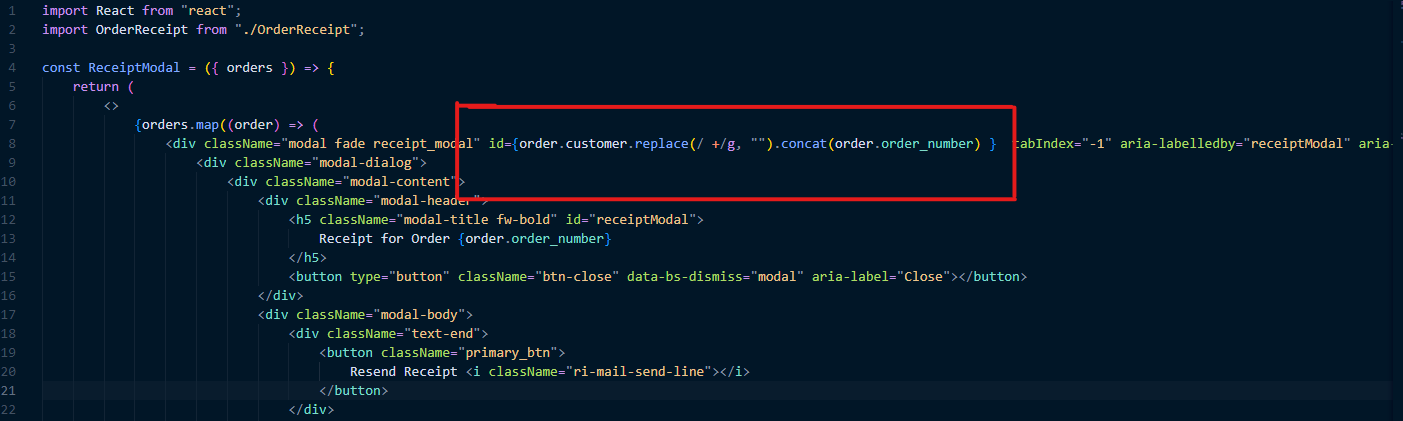 1 import React from "react";
2 import OrderReceipt from "./OrderReceipt";
3
4 const ReceiptModal = ({ orders }) => {
5 return (
6 <>
7 {orders.map((order) => (
8 <div className="modal fade receipt_modal" id={order.customer.replace(/ +/g, "").concat(order.order_number) } tabIndex="-1" aria-labelledby="receiptModal" aria-
9 <div className="modal-dialog">
10 <div className="modal-content">
11 <div className="modal-header">
12 <h5 className="modal-title fw-bold" id="receiptModal">
13 Receipt for Order {order.order_number}
14 </h5>
15 <button type="button" className="btn-close" data-bs-dismiss="modal" aria-label="Close"></button>
16 </div>
17 <div className="modal-body">
18 <div className="text-end">
19 <button className="primary_btn">
20 Resend Receipt <i className="ri-mail-send-line"></i>
21 </button>
22 </div>